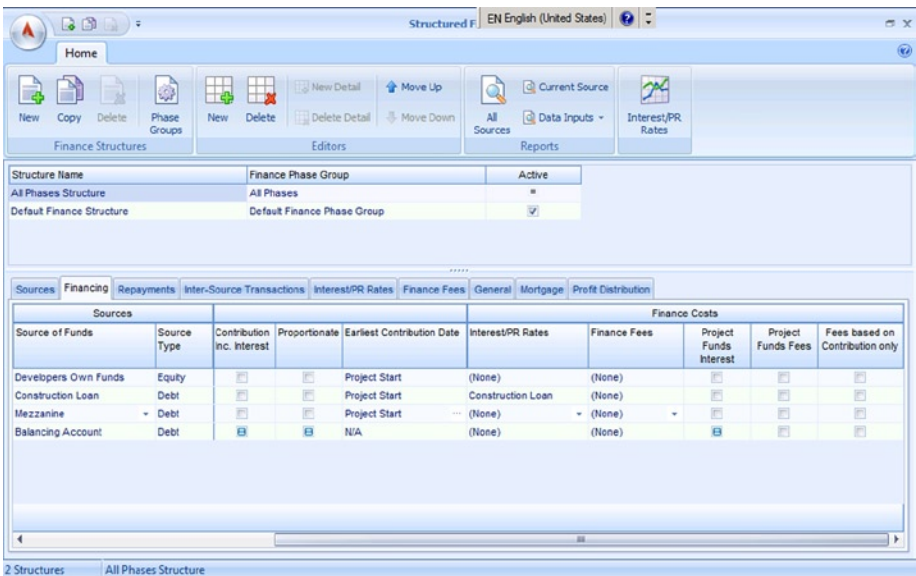 Structured F
EN English (United States)
Home
New
Copy
Delete
Phase Groups
Finance Structures
New
Delete
New Detail
Delete Detail
Move Up
Move Down
Editors
All Sources
Current Source
Data Inputs
Reports
Interest/PR Rates
Structure Name Finance Phase Group Active
All Phases Structure All Phases
Default Finance Structure Default Finance Phase Group
Sources Financing Repayments Inter-Source Transactions Interest/PR Rates Finance Fees General Mortgage Profit Distribution
Sources Finance Costs
Source of Funds Source Type Contribution inc. Interest Proportionate Earliest Contribution Date Interest/PR Rates Finance Fees Project Funds Interest Project Funds Fees Fees based on Contribution only
Developers Own Funds Equity Project Start (None) (None)
Construction Loan Debt Project Start Construction Loan (None)
Mezzanine Debt Project Start ... (None) (None)
Balancing Account Debt N/A (None) (None)
2 Structures All Phases Structure